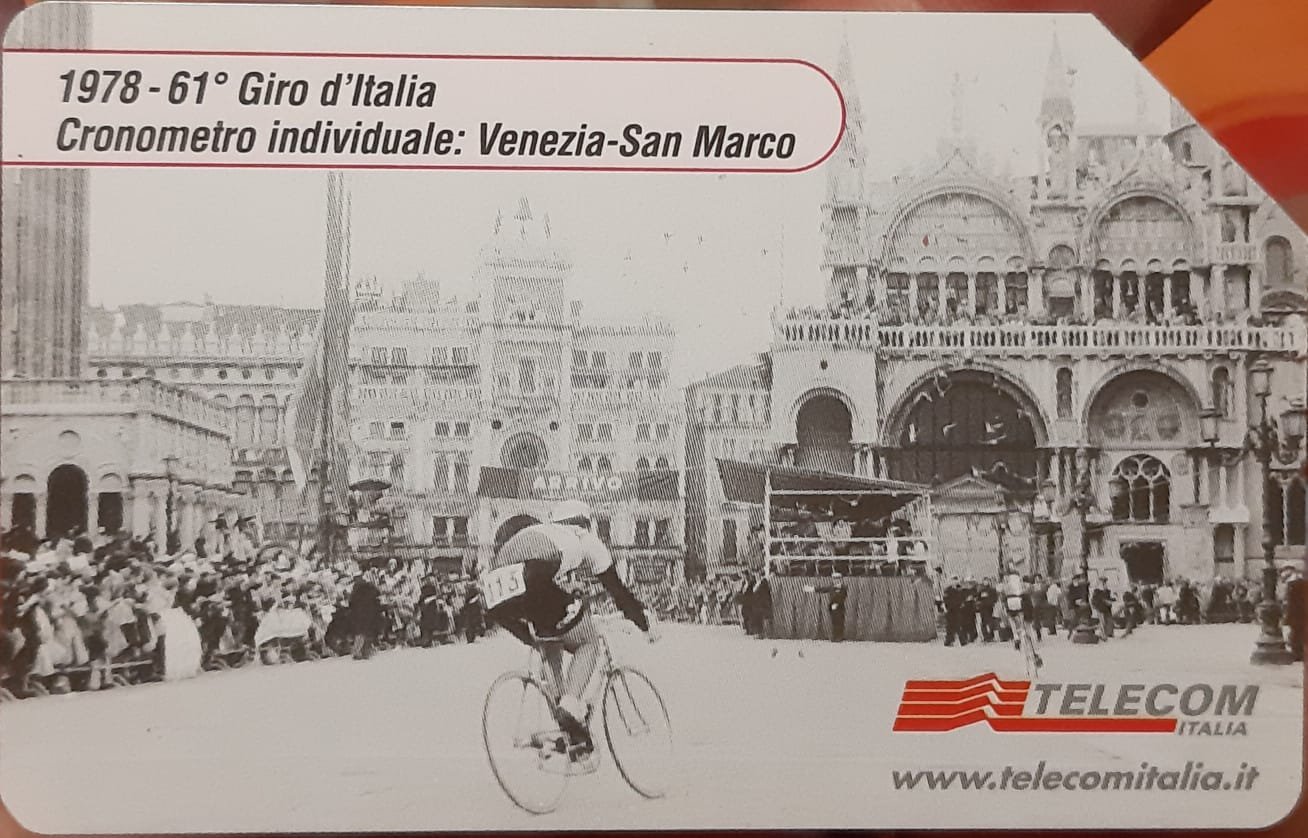 1978 - 61° Giro d'Italia
Cronometro individuale: Venezia-San Marco
ARRIVO
113
TELECOM
ITALIA
www.telecomitalia.it